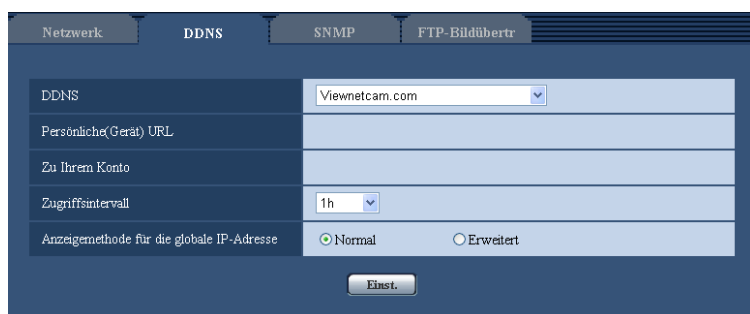 Netzwerk DDNS SNMP FTP-Bildübertr
DDNS Viewnetcam.com
Persönliche(Gerät) URL
Zu Ihrem Konto
Zugriffsintervall 1h
Anzeigemethode für die globale IP-Adresse Normal Erweitert
Einst.